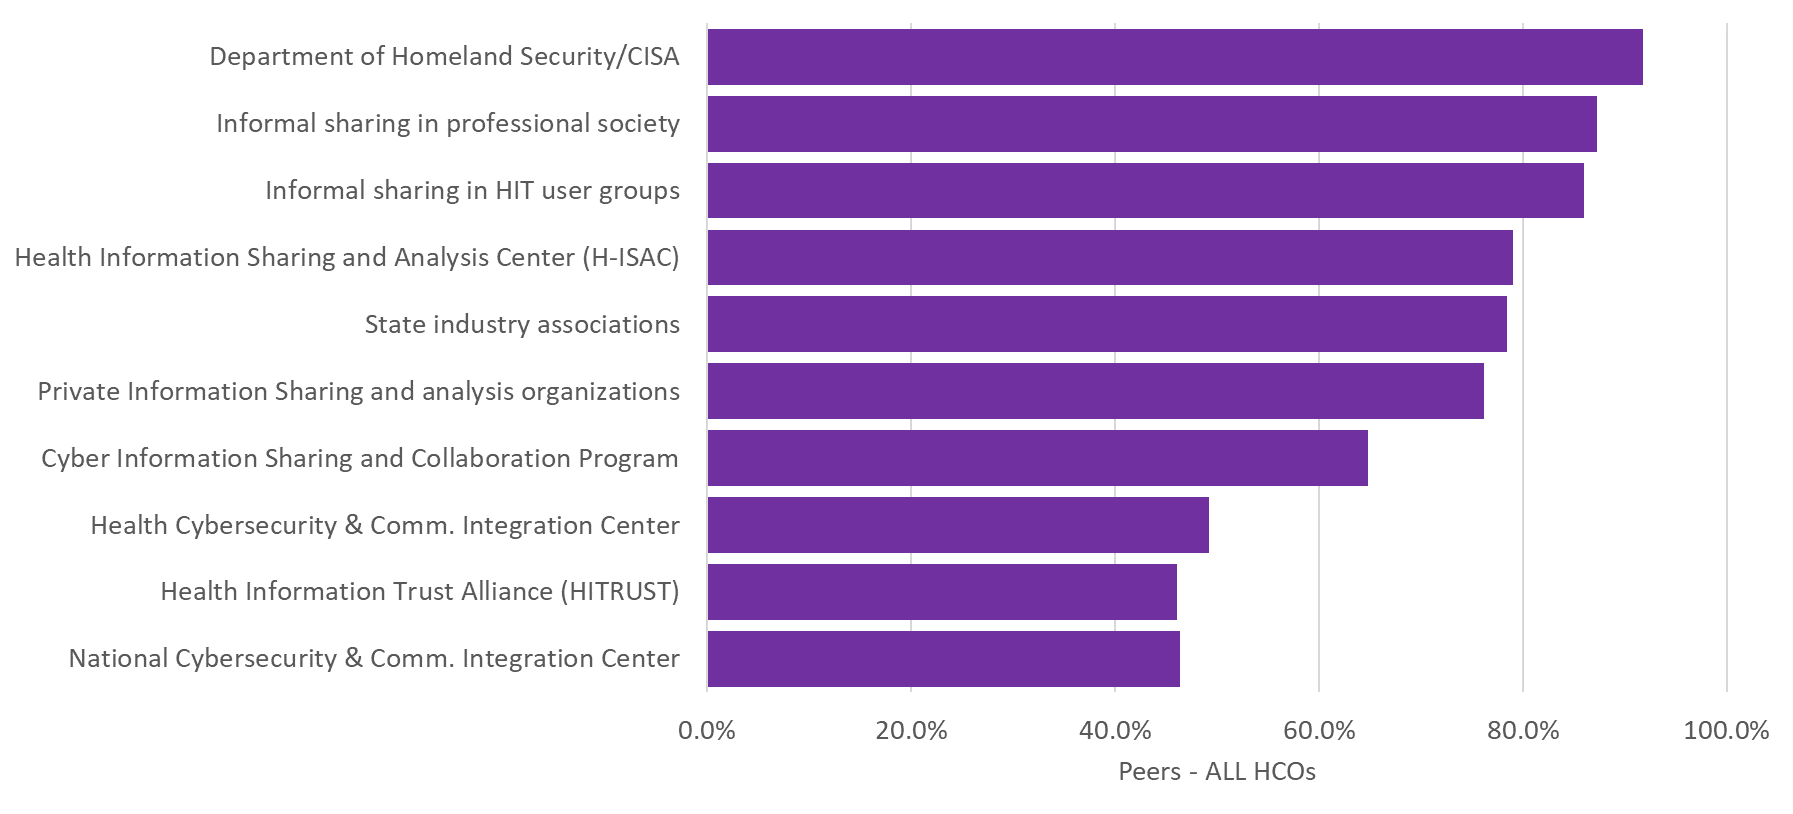 Department of Homeland Security/CISA
Informal sharing in professional society
Informal sharing in HIT user groups
Health Information Sharing and Analysis Center (H-ISAC)
State industry associations
Private Information Sharing and analysis organizations
Cyber Information Sharing and Collaboration Program
Health Cybersecurity & Comm. Integration Center
Health Information Trust Alliance (HITRUST)
National Cybersecurity & Comm. Integration Center
0.0% 20.0% 40.0% 60.0% 80.0% 100.0%
Peers - ALL HCOs